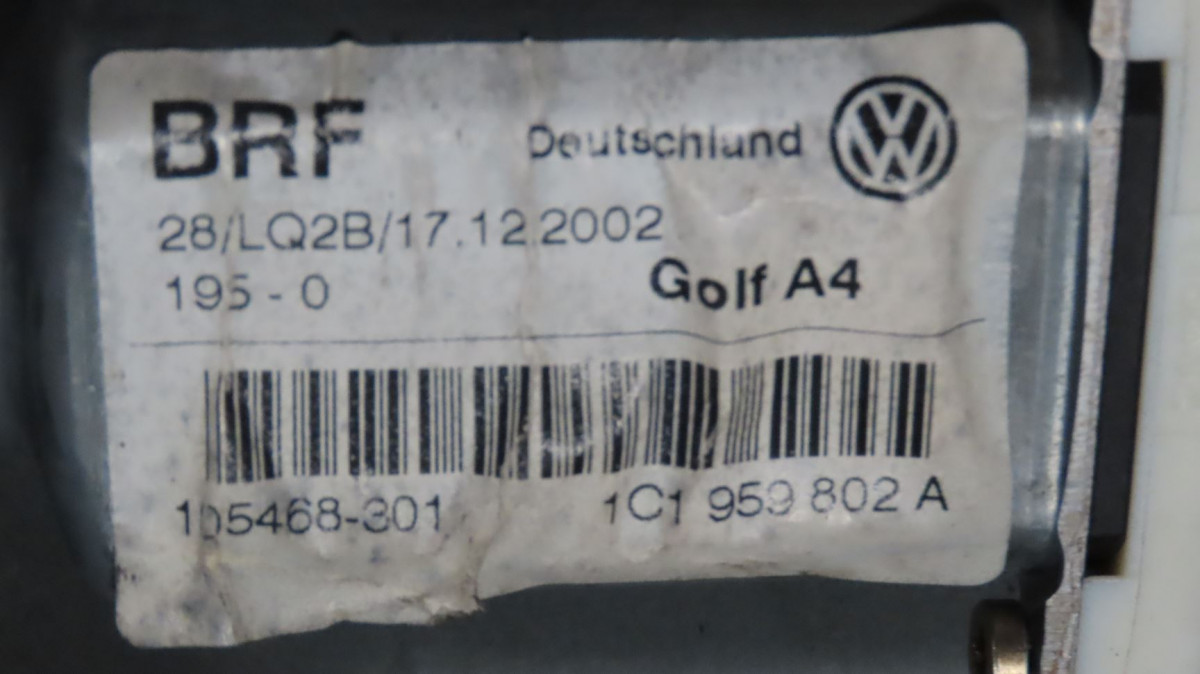 BRF
Deutschland
28/LQ2B/17.12.2002
195 - 0
Golf A4
105468-301
1C1 959 802 A